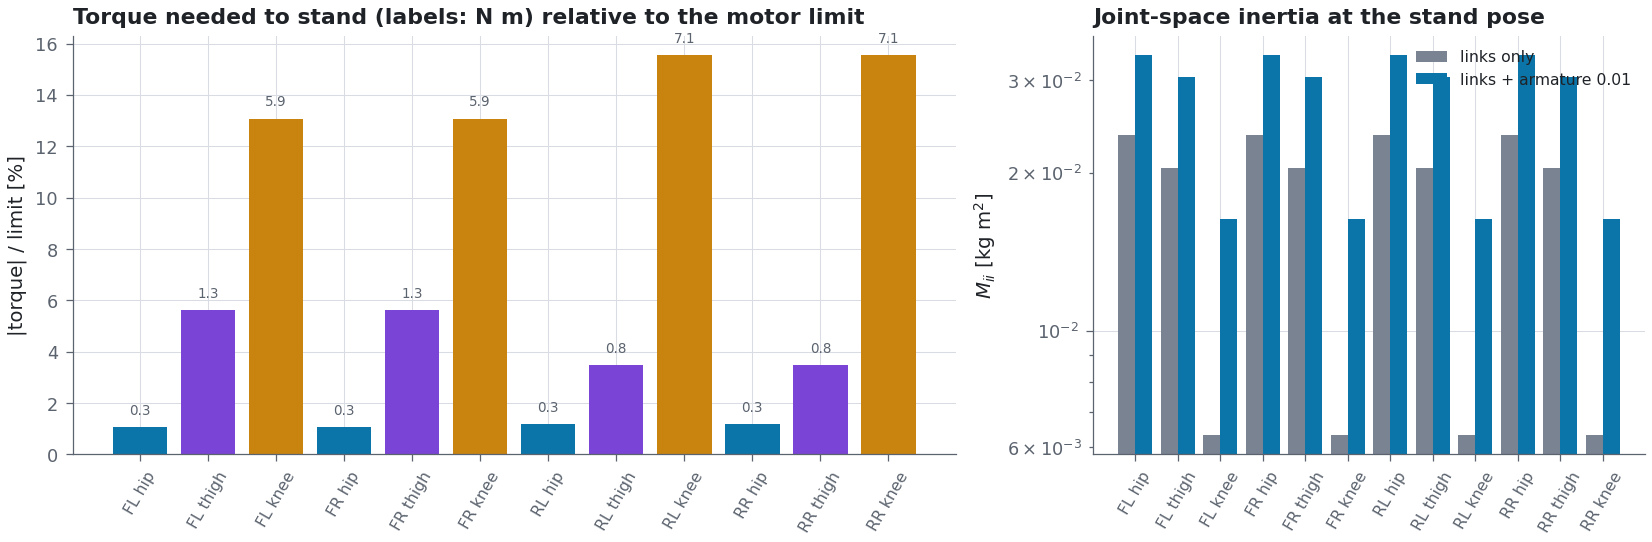 Torque needed to stand (labels: N m) relative to the motor limit
|torque| / limit [%]
16
14
12
10
8
6
4
2
0
0.3
1.3
5.9
0.3
1.3
5.9
0.3
0.8
7.1
0.3
0.8
7.1
FL hip
FL thigh
FL knee
FR hip
FR thigh
FR knee
RL hip
RL thigh
RL knee
RR hip
RR thigh
RR knee
Joint-space inertia at the stand pose
links only
links + armature 0.01
M_{ii} [kg m²]
3 × 10⁻²
2 × 10⁻²
10⁻²
6 × 10⁻³
FL hip
FL thigh
FL knee
FR hip
FR thigh
FR knee
RL hip
RL thigh
RL knee
RR hip
RR thigh
RR knee